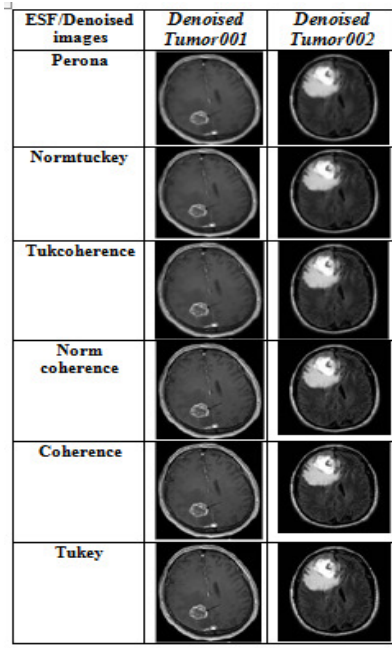 ESF/Denoised
images
Denoised
Tumor001
Denoised
Tumor002
Perona
Normtuckey
Tukcoherence
Norm
coherence
Coherence
Tukey